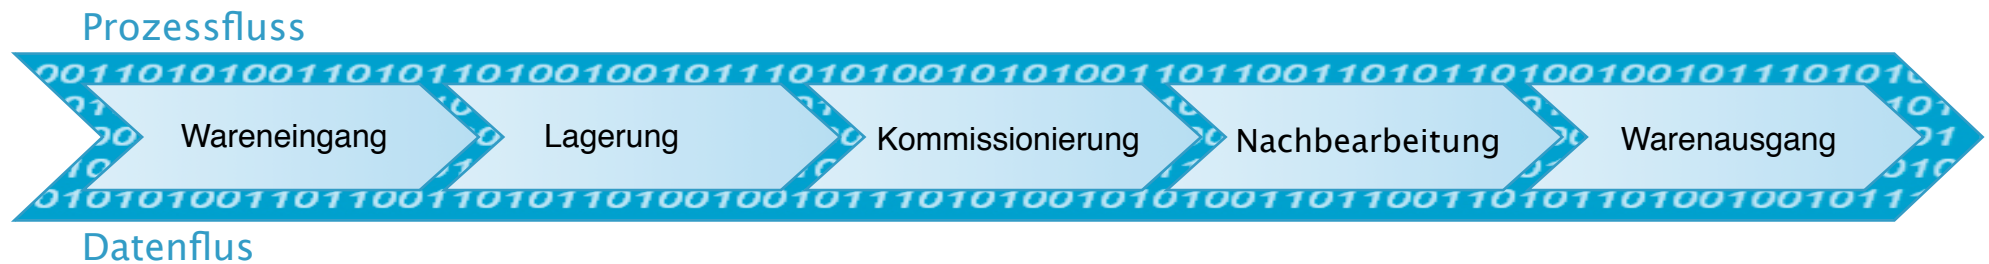 Prozessfluss
Wareneingang
Lagerung
Kommissionierung
Nachbearbeitung
Warenausgang
Datenflus